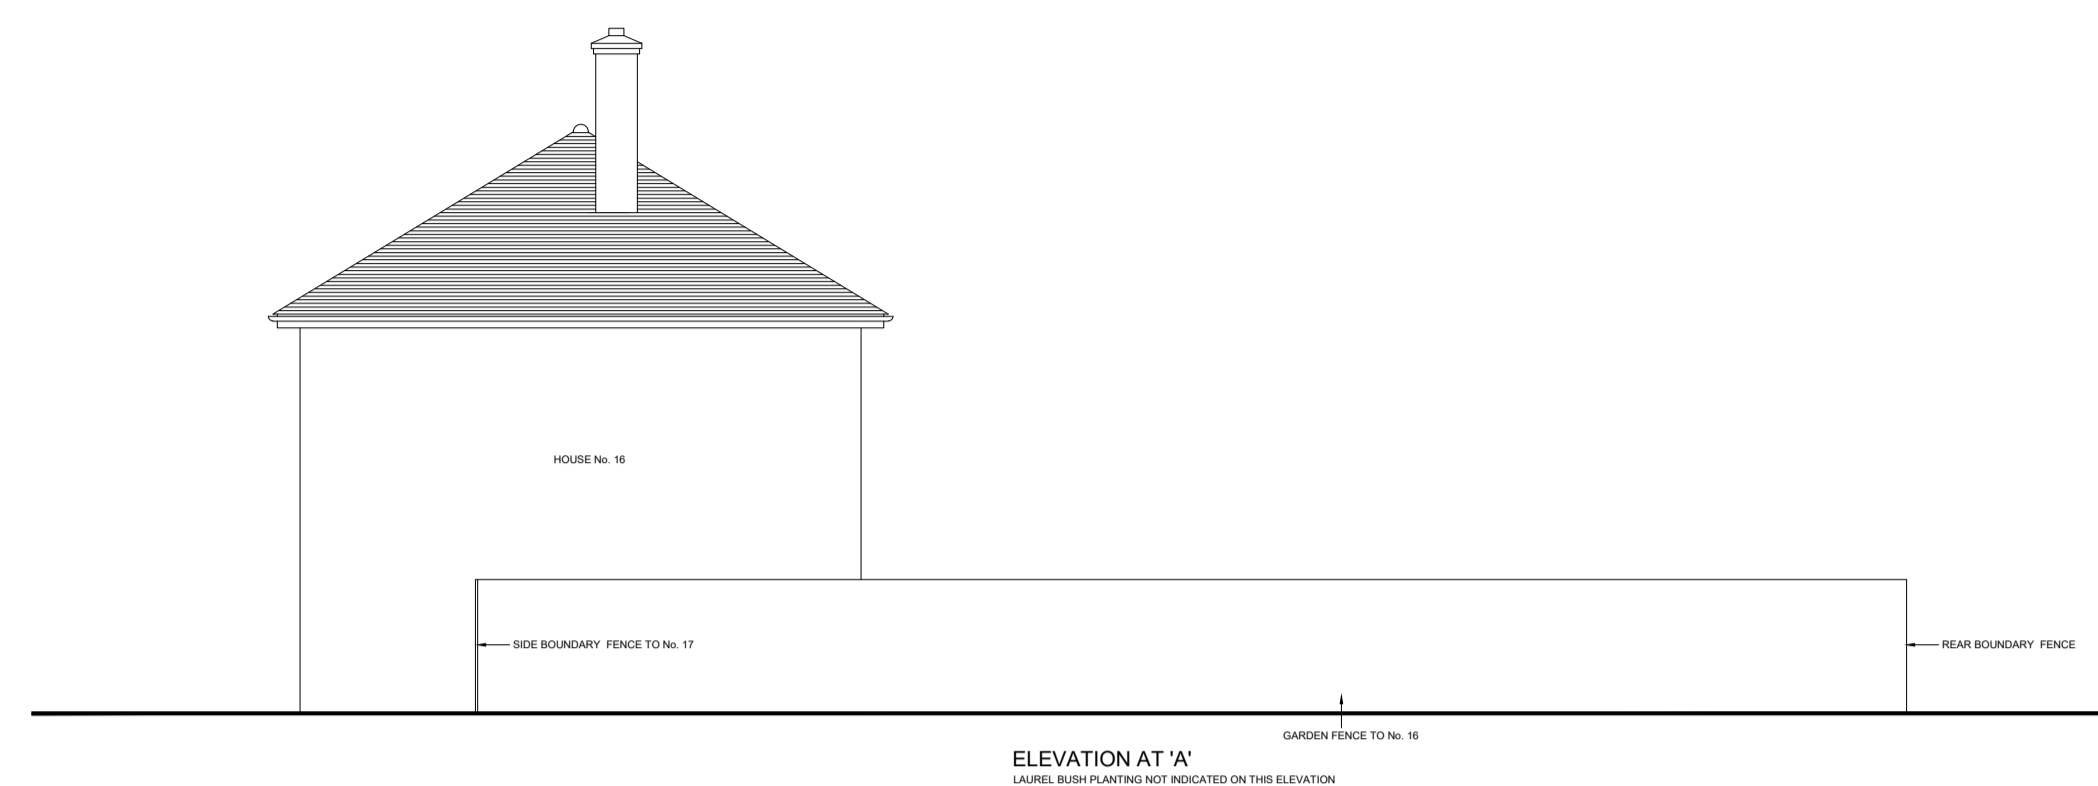 HOUSE No. 16
SIDE BOUNDARY FENCE TO No. 17
REAR BOUNDARY FENCE
GARDEN FENCE TO No. 16
ELEVATION AT 'A'
LAUREL BUSH PLANTING NOT INDICATED ON THIS ELEVATION